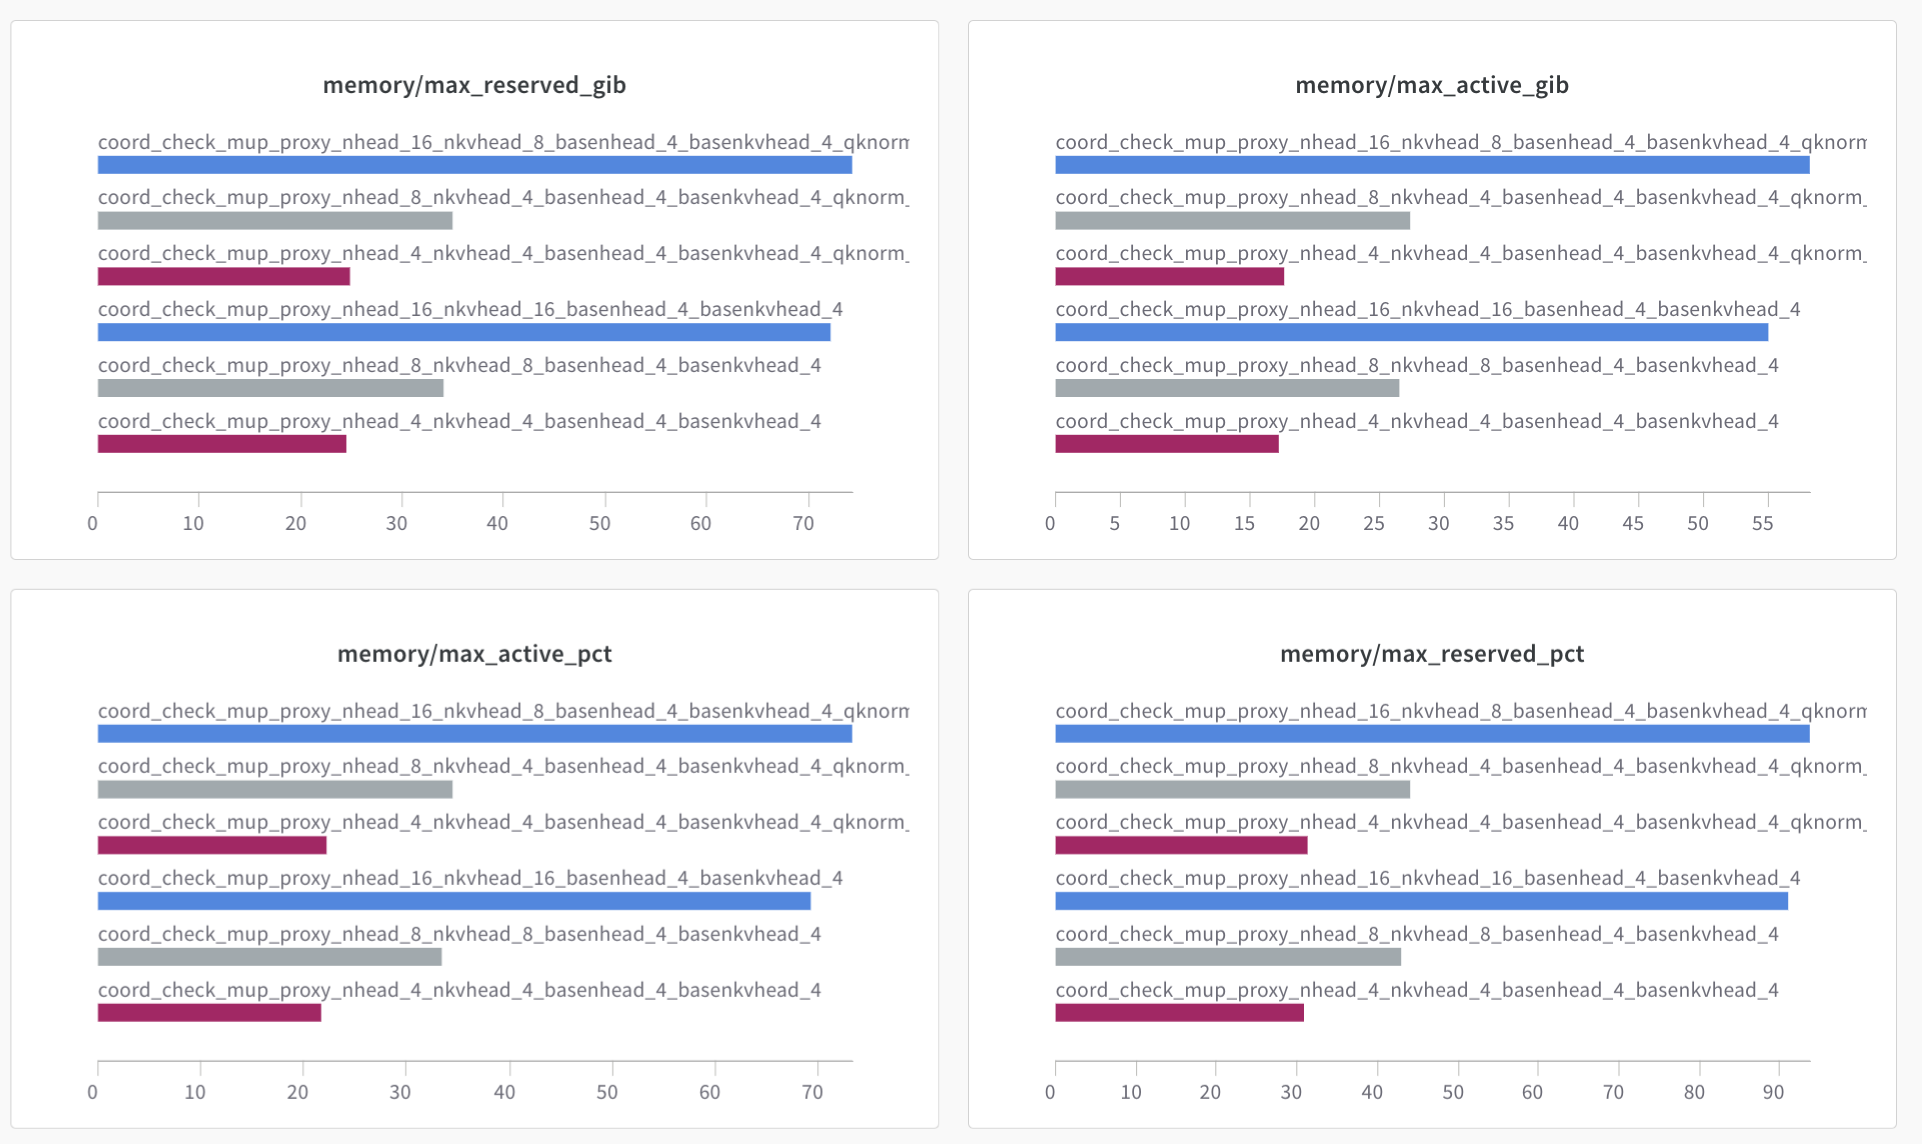 memory/max_reserved_gib
coord_check_mup_proxy_nhead_16_nkvhead_8_basenhead_4_basenkvhead_4_qknorm
coord_check_mup_proxy_nhead_8_nkvhead_4_basenhead_4_basenkvhead_4_qknorm_
coord_check_mup_proxy_nhead_4_nkvhead_4_basenhead_4_basenkvhead_4_qknorm_
coord_check_mup_proxy_nhead_16_nkvhead_16_basenhead_4_basenkvhead_4
coord_check_mup_proxy_nhead_8_nkvhead_8_basenhead_4_basenkvhead_4
coord_check_mup_proxy_nhead_4_nkvhead_4_basenhead_4_basenkvhead_4
0 10 20 30 40 50 60 70
memory/max_active_gib
coord_check_mup_proxy_nhead_16_nkvhead_8_basenhead_4_basenkvhead_4_qknorm
coord_check_mup_proxy_nhead_8_nkvhead_4_basenhead_4_basenkvhead_4_qknorm_
coord_check_mup_proxy_nhead_4_nkvhead_4_basenhead_4_basenkvhead_4_qknorm_
coord_check_mup_proxy_nhead_16_nkvhead_16_basenhead_4_basenkvhead_4
coord_check_mup_proxy_nhead_8_nkvhead_8_basenhead_4_basenkvhead_4
coord_check_mup_proxy_nhead_4_nkvhead_4_basenhead_4_basenkvhead_4
0 5 10 15 20 25 30 35 40 45 50 55
memory/max_active_pct
coord_check_mup_proxy_nhead_16_nkvhead_8_basenhead_4_basenkvhead_4_qknorm
coord_check_mup_proxy_nhead_8_nkvhead_4_basenhead_4_basenkvhead_4_qknorm_
coord_check_mup_proxy_nhead_4_nkvhead_4_basenhead_4_basenkvhead_4_qknorm_
coord_check_mup_proxy_nhead_16_nkvhead_16_basenhead_4_basenkvhead_4
coord_check_mup_proxy_nhead_8_nkvhead_8_basenhead_4_basenkvhead_4
coord_check_mup_proxy_nhead_4_nkvhead_4_basenhead_4_basenkvhead_4
0 10 20 30 40 50 60 70
memory/max_reserved_pct
coord_check_mup_proxy_nhead_16_nkvhead_8_basenhead_4_basenkvhead_4_qknorm
coord_check_mup_proxy_nhead_8_nkvhead_4_basenhead_4_basenkvhead_4_qknorm_
coord_check_mup_proxy_nhead_4_nkvhead_4_basenhead_4_basenkvhead_4_qknorm_
coord_check_mup_proxy_nhead_16_nkvhead_16_basenhead_4_basenkvhead_4
coord_check_mup_proxy_nhead_8_nkvhead_8_basenhead_4_basenkvhead_4
coord_check_mup_proxy_nhead_4_nkvhead_4_basenhead_4_basenkvhead_4
0 10 20 30 40 50 60 70 80 90